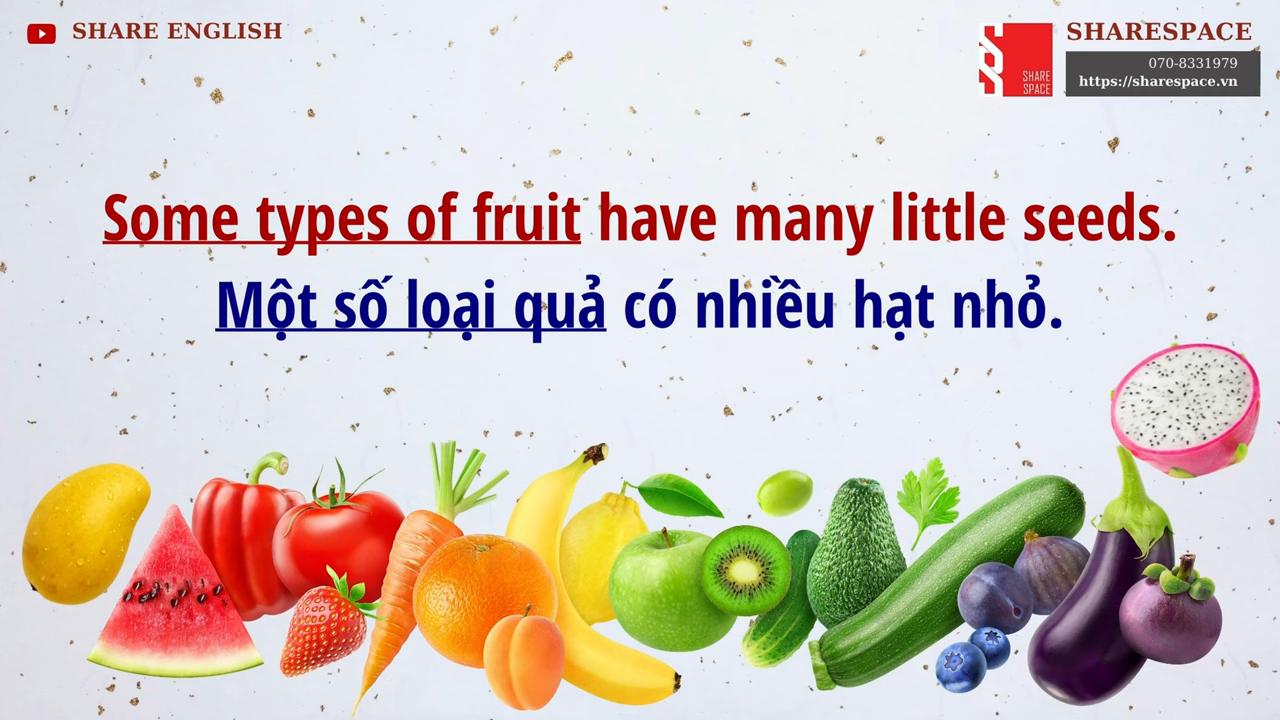 SHARE ENGLISH
SHARESPACE
SHARE
SPACE
070-8331979
https://sharespace.vn
Some types of fruit have many little seeds.
Một số loại quả có nhiều hạt nhỏ.